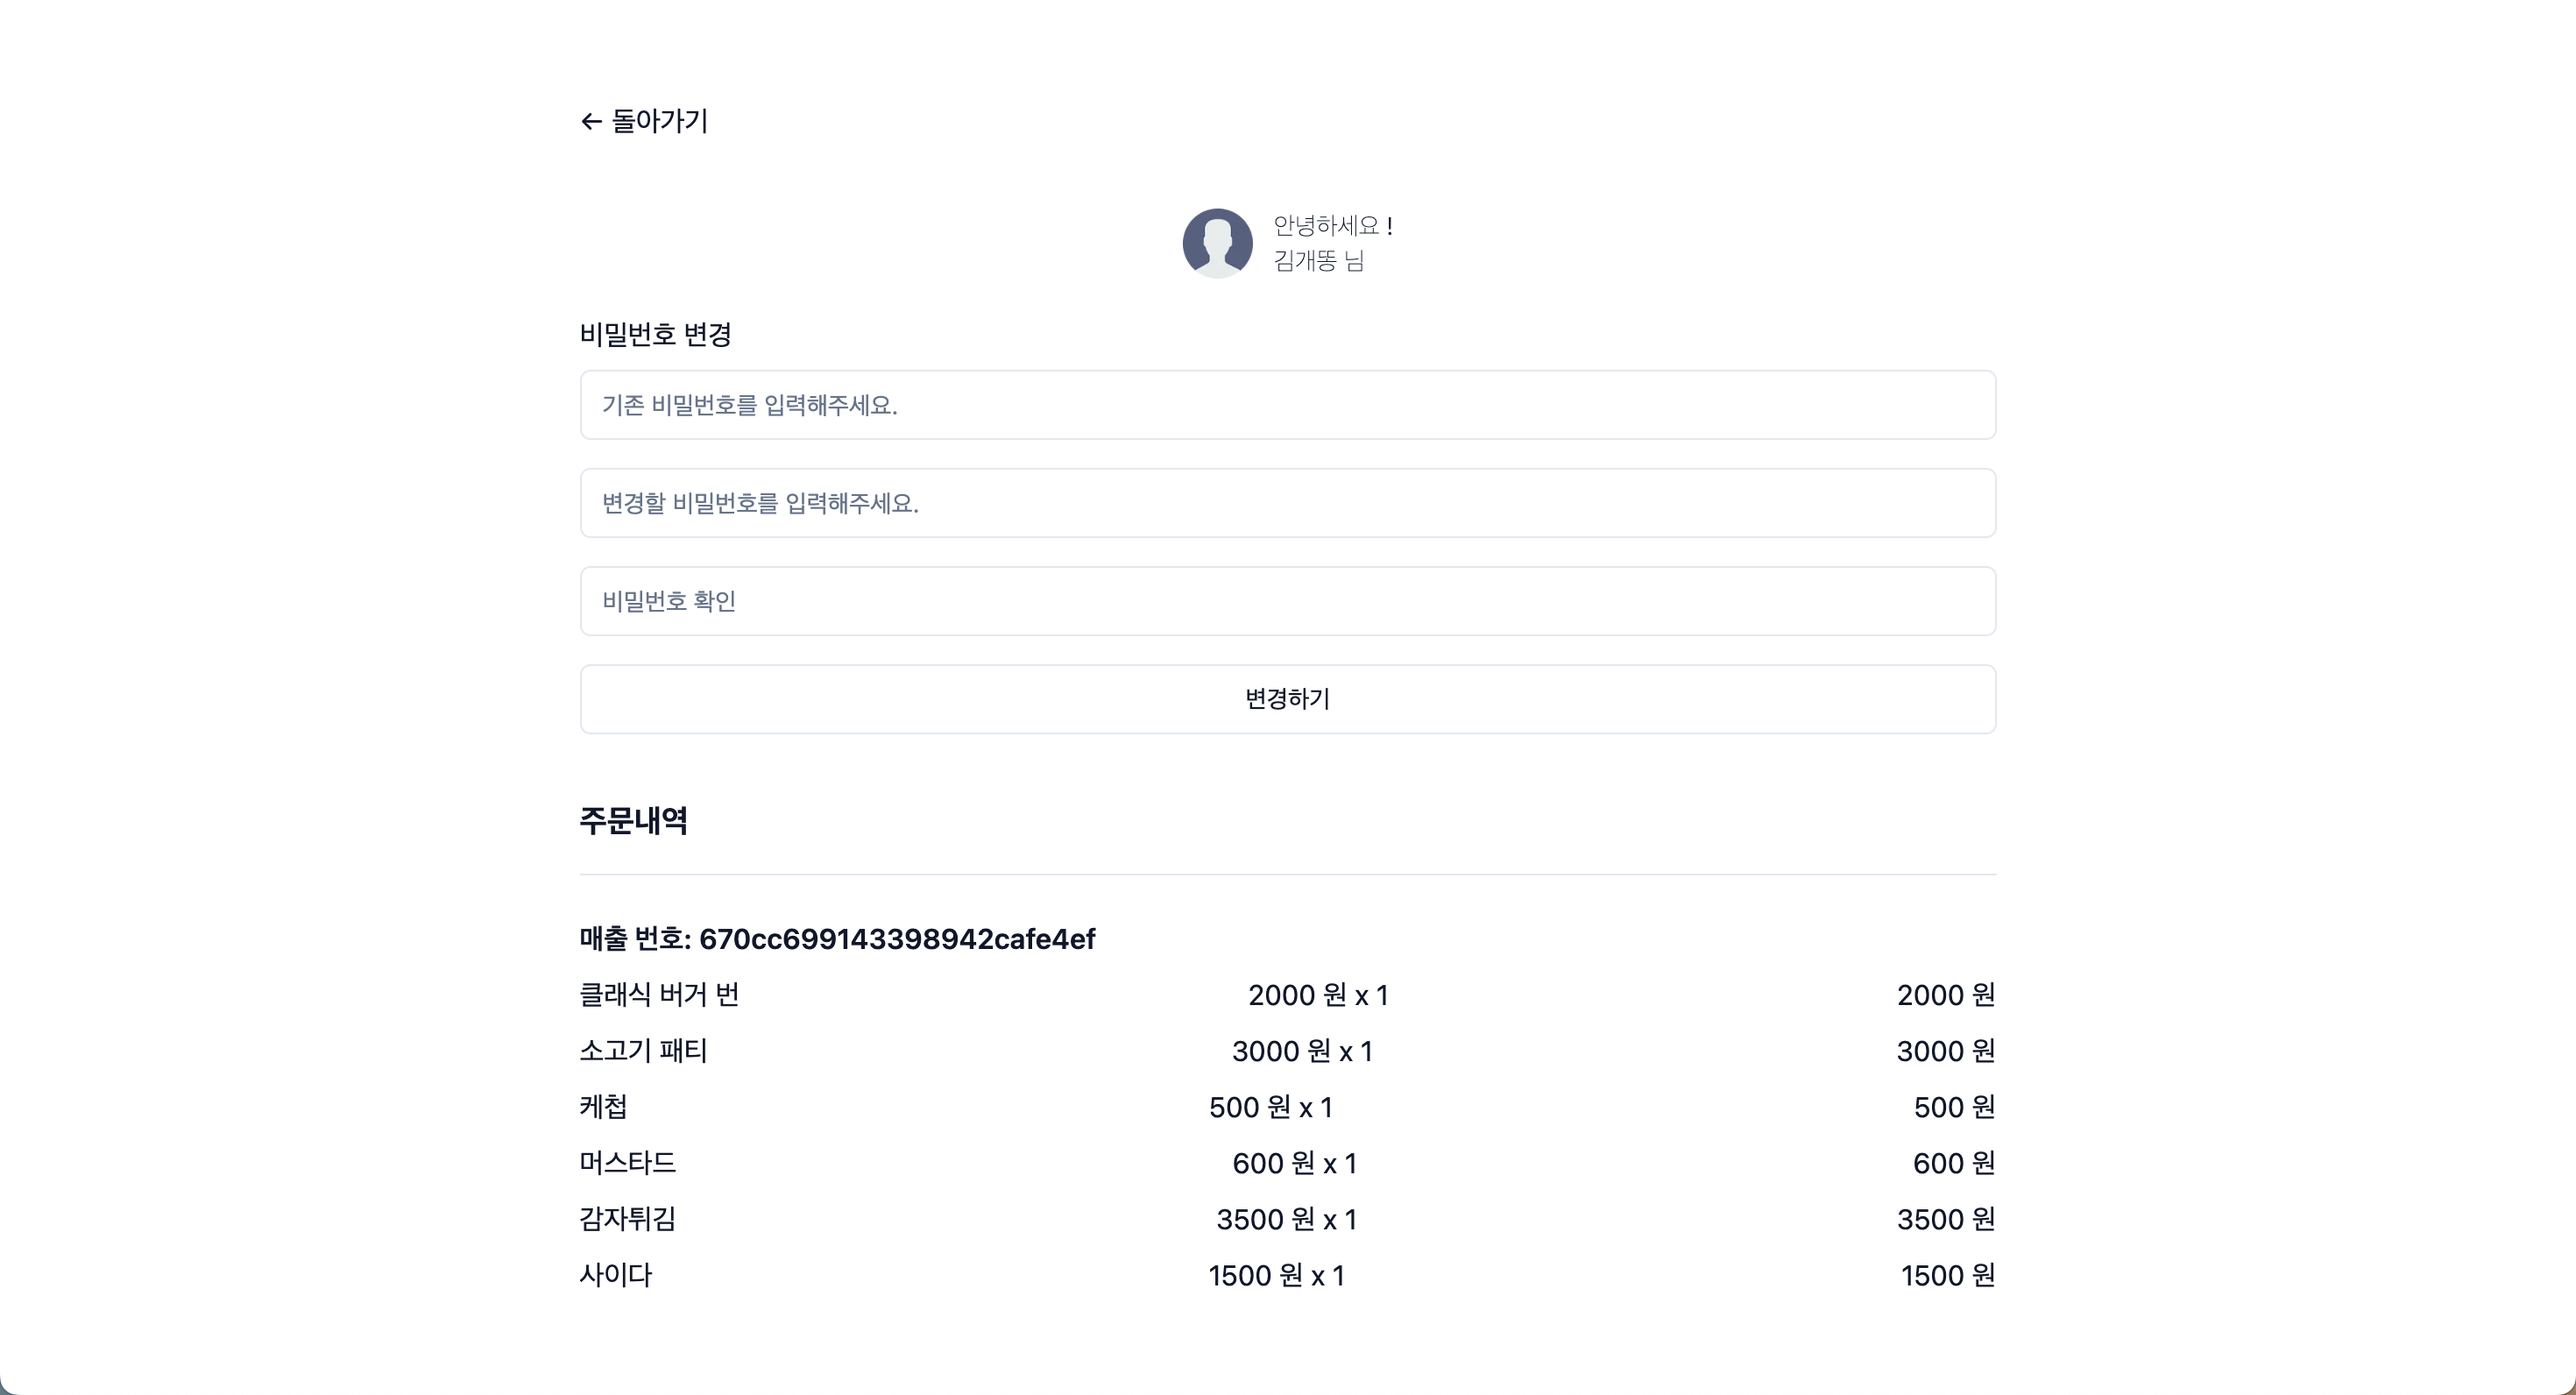 ← 돌아가기
안녕하세요 !
김개똥 님
비밀번호 변경
기존 비밀번호를 입력해주세요.
변경할 비밀번호를 입력해주세요.
비밀번호 확인
변경하기
주문내역
매출 번호: 670cc699143398942cafe4ef
클래식 버거 번 2000 원 x 1 2000 원
소고기 패티 3000 원 x 1 3000 원
케첩 500 원 x 1 500 원
머스타드 600 원 x 1 600 원
감자튀김 3500 원 x 1 3500 원
사이다 1500 원 x 1 1500 원